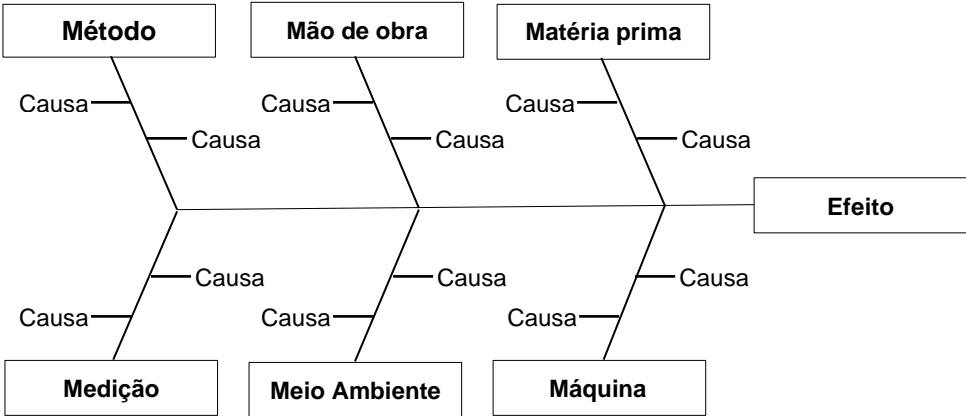 Método
Mão de obra
Matéria prima
Causa
Causa
Causa
Causa
Causa
Causa
Efeito
Causa
Causa
Causa
Causa
Causa
Causa
Medição
Meio Ambiente
Máquina